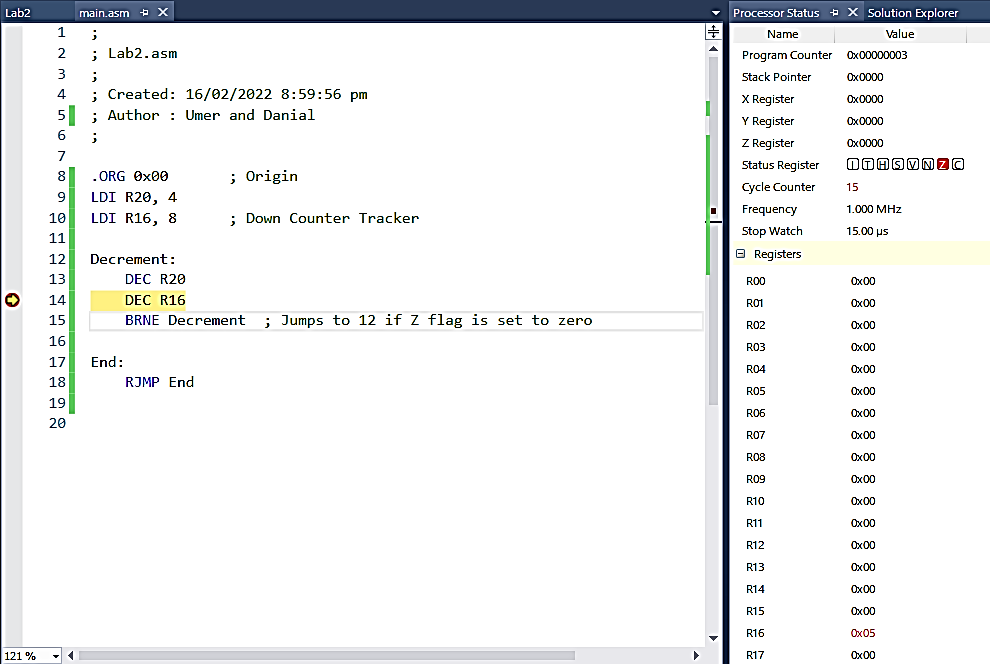 Lab2
main.asm
1 ;
2 ; Lab2.asm
3 ;
4 ; Created: 16/02/2022 8:59:56 pm
5 ; Author : Umer and Danial
6 ;
7
8 .ORG 0x00 ; Origin
9 LDI R20, 4
10 LDI R16, 8 ; Down Counter Tracker
11
12 Decrement:
13 DEC R20
14 DEC R16
15 BRNE Decrement ; Jumps to 12 if Z flag is set to zero
16
17 End:
18 RJMP End
19
20
121 %
Processor Status Solution Explorer
Name Value
Program Counter 0x00000003
Stack Pointer 0x0000
X Register 0x0000
Y Register 0x0000
Z Register 0x0000
Status Register I T H S V N Z C
Cycle Counter 15
Frequency 1.000 MHz
Stop Watch 15.00 µs
Registers
R00 0x00
R01 0x00
R02 0x00
R03 0x00
R04 0x00
R05 0x00
R06 0x00
R07 0x00
R08 0x00
R09 0x00
R10 0x00
R11 0x00
R12 0x00
R13 0x00
R14 0x00
R15 0x00
R16 0x05
R17 0x00